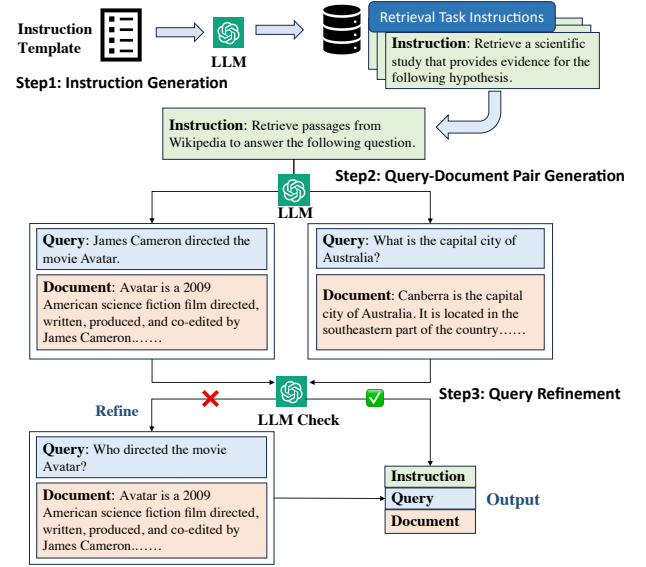 Instruction
Template
LLM
Retrieval Task Instructions
Instruction: Retrieve a scientific
study that provides evidence for the
following hypothesis.
Step1: Instruction Generation
Instruction: Retrieve passages from
Wikipedia to answer the following question.
Step2: Query-Document Pair Generation
LLM
Query: James Cameron directed the
movie Avatar.
Document: Avatar is a 2009
American science fiction film directed,
written, produced, and co-edited by
James Cameron.……
Query: What is the capital city of
Australia?
Document: Canberra is the capital
city of Australia. It is located in the
southeastern part of the country……
Step3: Query Refinement
LLM Check
Refine
Query: Who directed the movie
Avatar?
Document: Avatar is a 2009
American science fiction film directed,
written, produced, and co-edited by
James Cameron.……
Instruction
Query
Document
Output